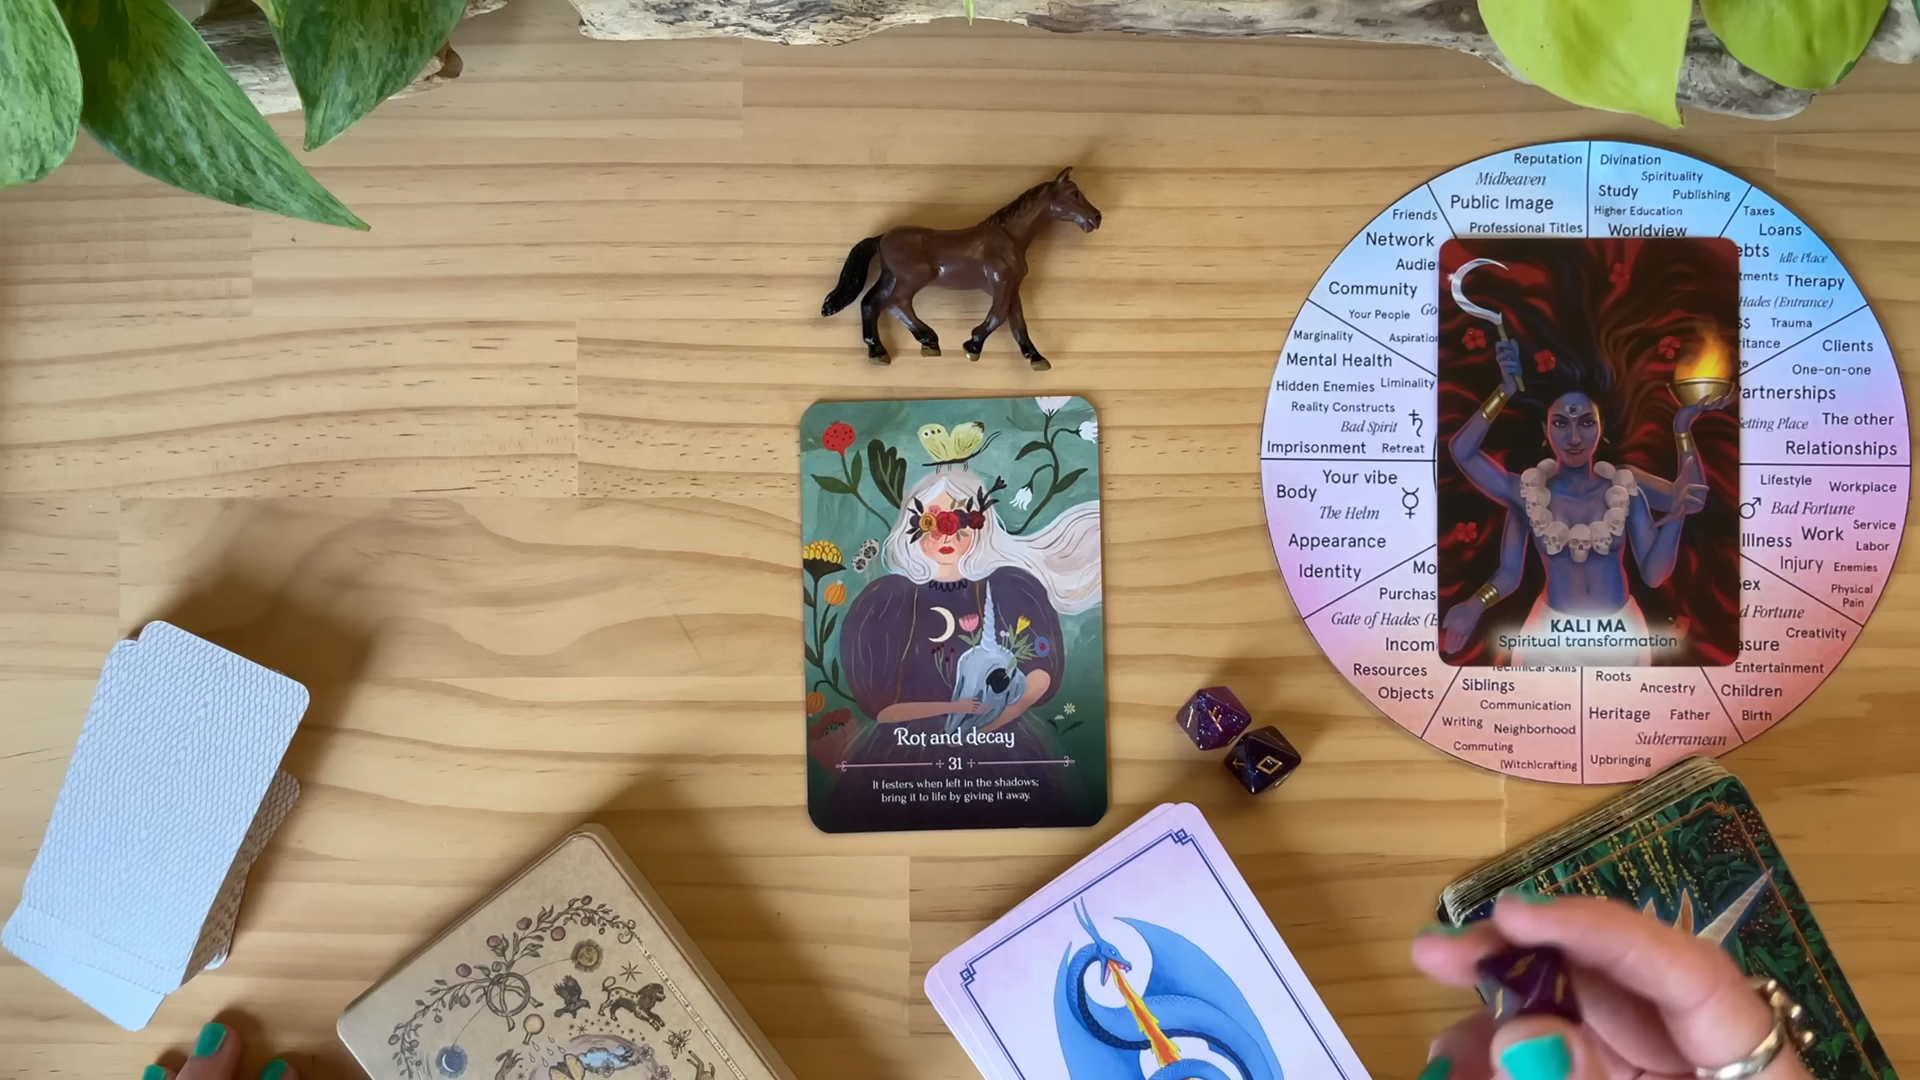 Reputation
Midheaven
Public Image
Professional Titles
Divination
Spirituality
Study
Publishing
Higher Education
Worldview
Taxes
Loans
Idle Place
Therapy
Hades (Entrance)
Trauma
Clients
One-on-one
The other
Relationships
Lifestyle
Workplace
Bad Fortune
Work
Service
Labor
Injury
Enemies
Physical
Pain
Creativity
Entertainment
Children
Birth
Roots
Ancestry
Heritage
Father
Subterranean
Upbringing
Siblings
Communication
Writing
Neighborhood
Commuting
(Witch)crafting
Gate of Hades
Resources
Objects
Your vibe
Body
The Helm
Appearance
Identity
Marginality
Mental Health
Hidden Enemies
Liminality
Reality Constructs
Bad Spirit
Imprisonment
Retreat
Friends
Network
Community
Your People
KALI MA
Spiritual transformation
Rot and decay
31
It festers when left in the shadows;
bring it to life by giving it away.